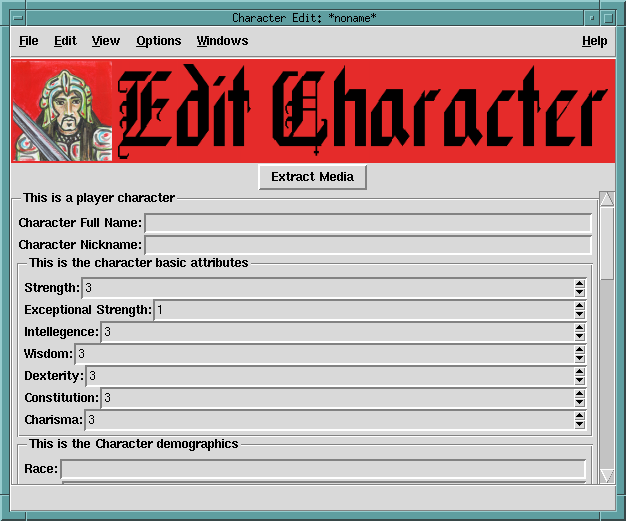 Character Edit: *noname*
File Edit View Options Windows Help
Edit Character
Extract Media
This is a player character
Character Full Name:
Character Nickname:
This is the character basic attributes
Strength: 3
Exceptional Strength: 1
Intellegence: 3
Wisdom: 3
Dexterity: 3
Constitution: 3
Charisma: 3
This is the Character demographics
Race: